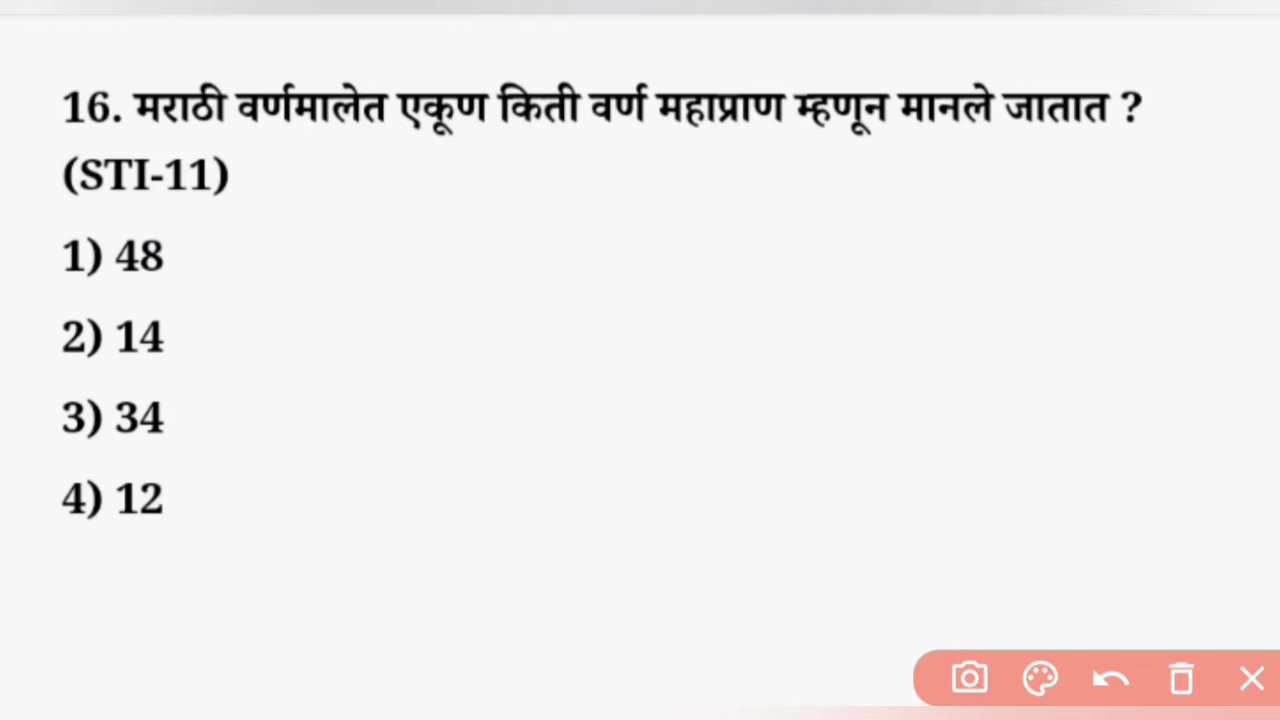 16. मराठी वर्णमालेत एकूण किती वर्ण महाप्राण म्हणून मानले जातात ?
(STI-11)
1) 48
2) 14
3) 34
4) 12